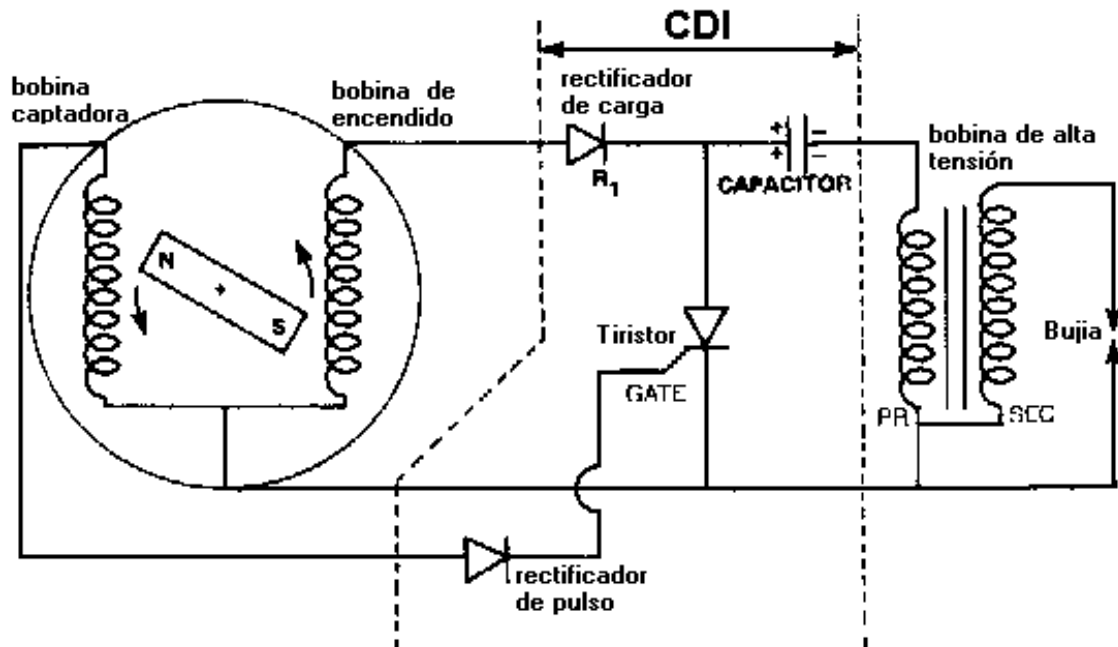 CDI
bobina
captadora
bobina de
encendido
rectificador
de carga
R1
+ -
+ -
CAPACITOR
bobina de alta
tensión
N
+
S
Tiristor
GATE
Bujia
PR
SEC
rectificador
de pulso